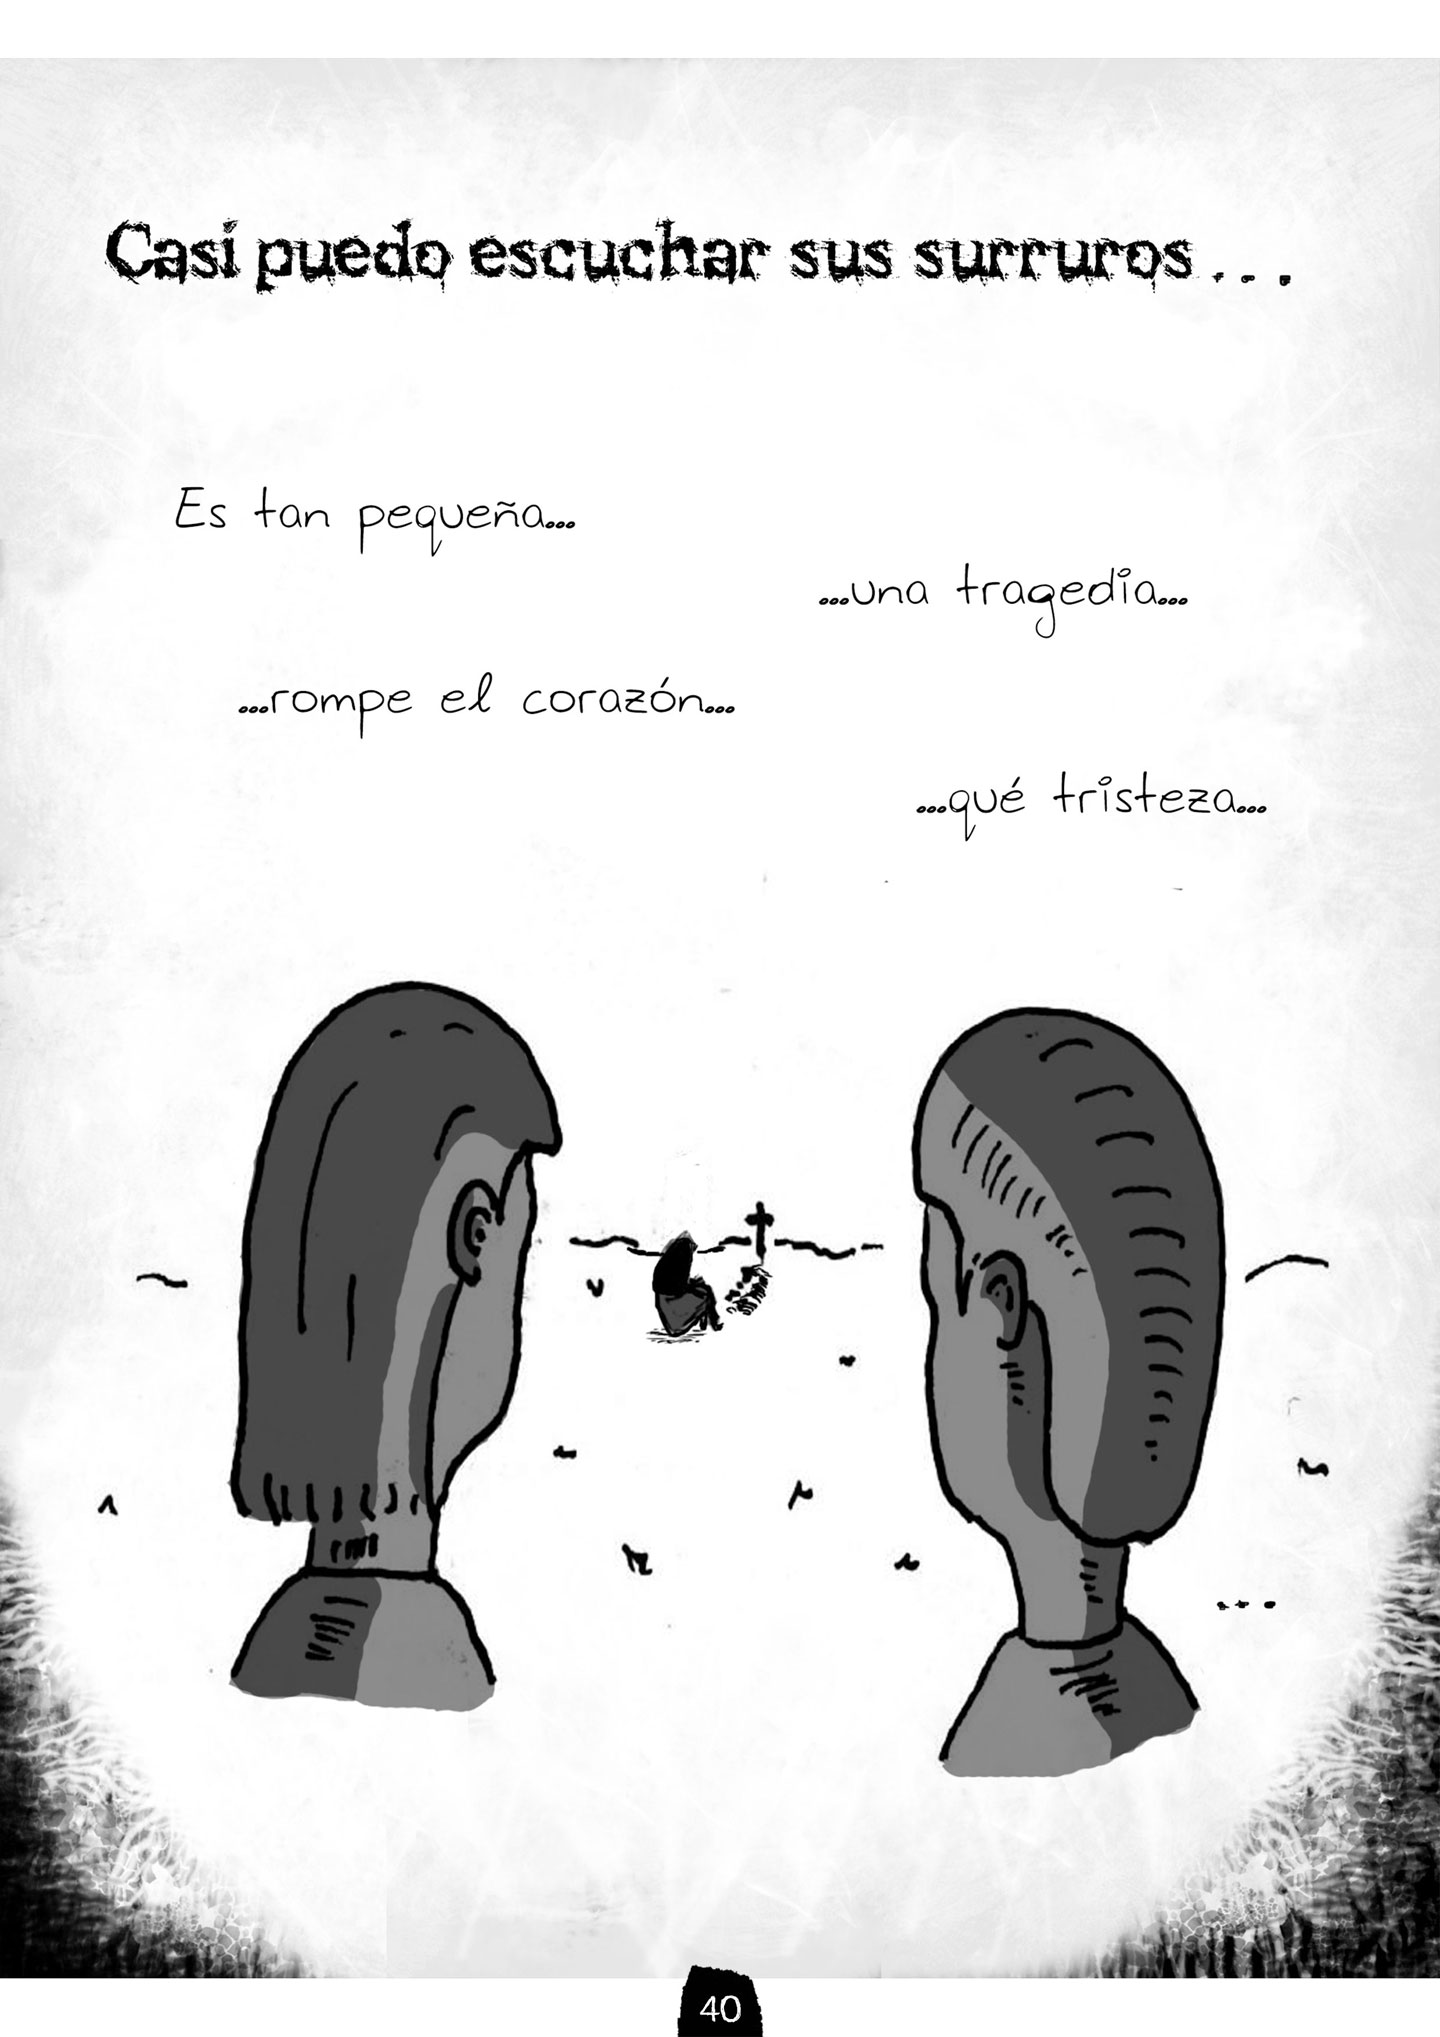 Casi puedo escuchar sus surruros...
Es tan pequeña...
...una tragedia...
...rompe el corazón...
...qué tristeza...
40